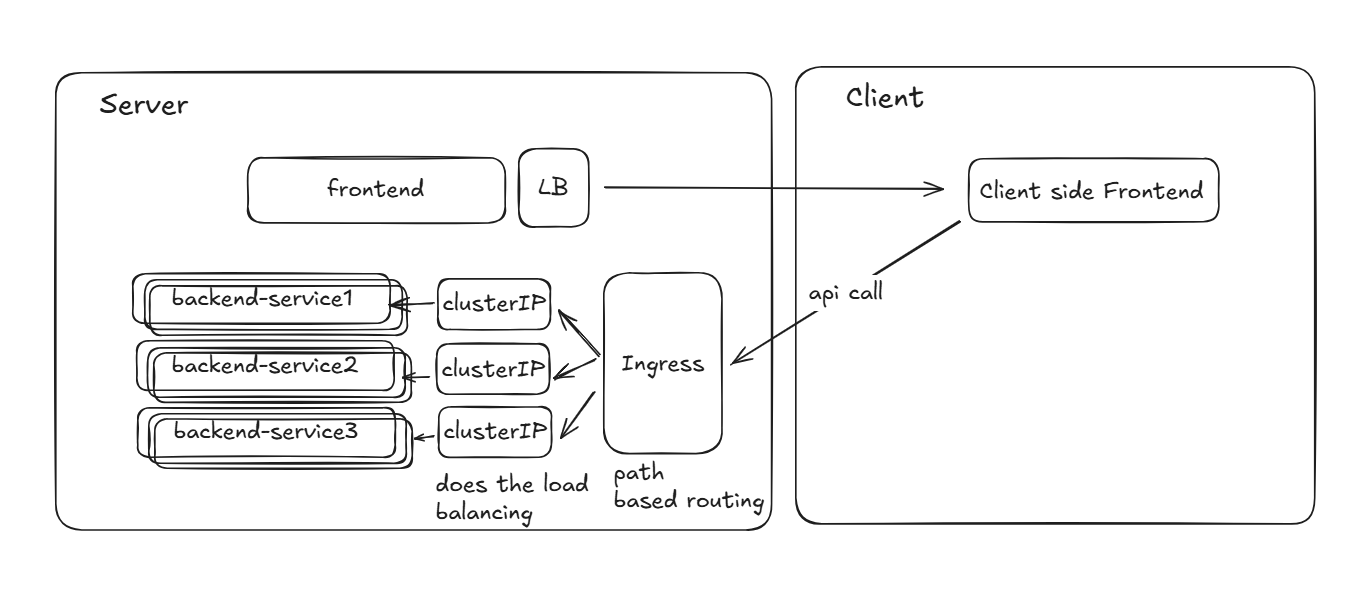 Server
Client
frontend
LB
Client side Frontend
api call
backend-service1
clusterIP
backend-service2
clusterIP
Ingress
backend-service3
clusterIP
does the load
balancing
path
based routing